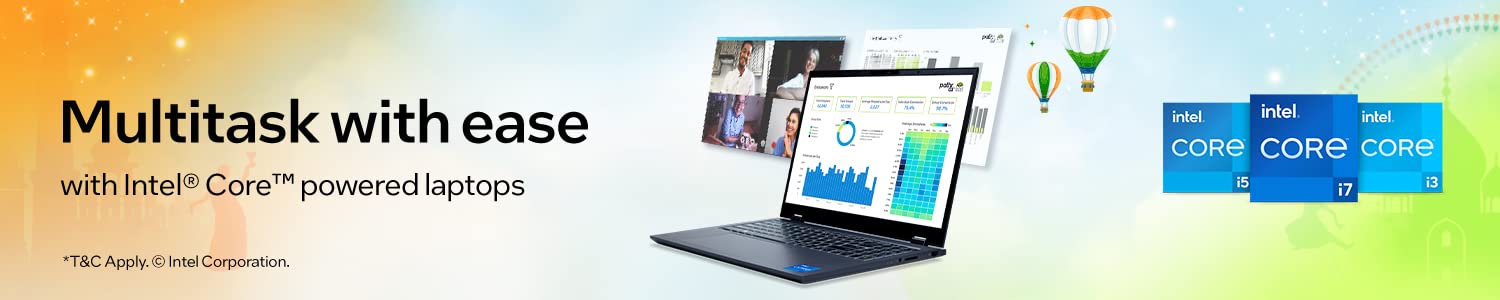 Multitask with ease
with Intel® Core™ powered laptops
*T&C Apply. © Intel Corporation.
intel.
CORE
i5
intel.
CORE™
i7
intel.
CORE
i3